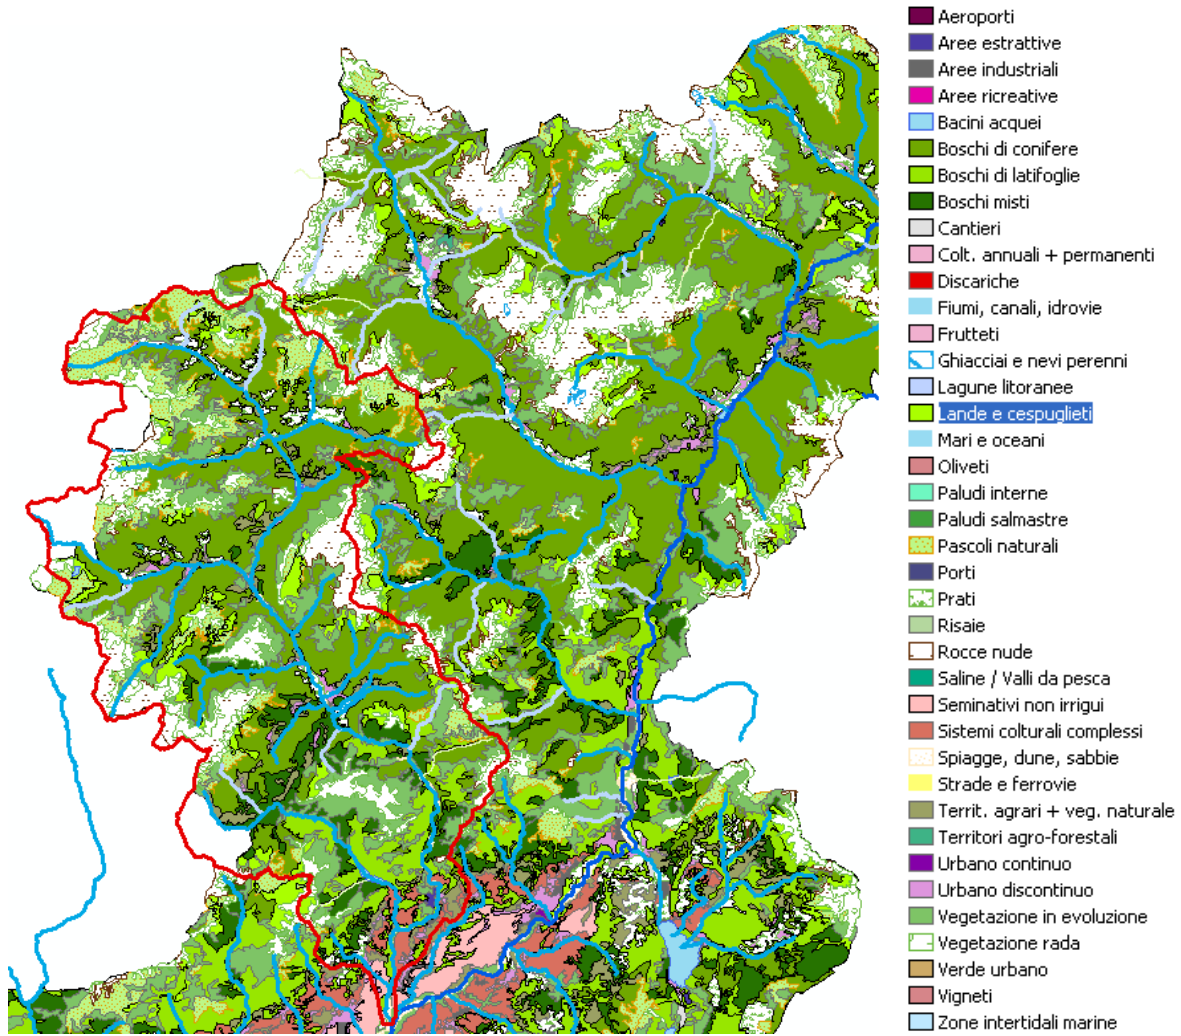 Aeroporti
Aree estrattive
Aree industriali
Aree ricreative
Bacini acquei
Boschi di conifere
Boschi di latifoglie
Boschi misti
Cantieri
Colt. annuali + permanenti
Discariche
Fiumi, canali, idrovie
Frutteti
Ghiacciai e nevi perenni
Lagune litoranee
Lande e cespuglieti
Mari e oceani
Oliveti
Paludi interne
Paludi salmastre
Pascoli naturali
Porti
Prati
Risaie
Rocce nude
Saline / Valli da pesca
Seminativi non irrigui
Sistemi colturali complessi
Spiagge, dune, sabbie
Strade e ferrovie
Territ. agrari + veg. naturale
Territori agro-forestali
Urbano continuo
Urbano discontinuo
Vegetazione in evoluzione
Vegetazione rada
Verde urbano
Vigneti
Zone intertidali marine